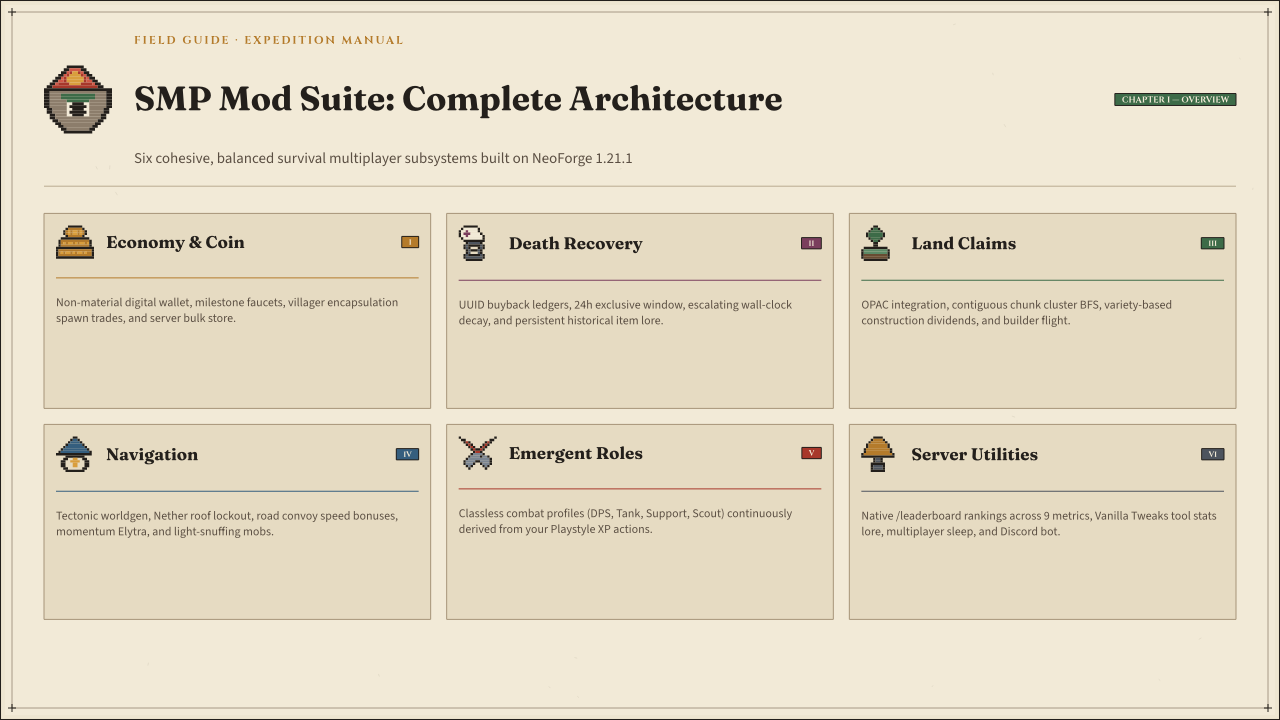 FIELD GUIDE · EXPEDITION MANUAL
SMP Mod Suite: Complete Architecture
CHAPTER I — OVERVIEW
Six cohesive, balanced survival multiplayer subsystems built on NeoForge 1.21.1
Economy & Coin
I
Non-material digital wallet, milestone faucets, villager encapsulation
spawn trades, and server bulk store.
Death Recovery
II
UUID buyback ledgers, 24h exclusive window, escalating wall-clock
decay, and persistent historical item lore.
Land Claims
III
OPAC integration, contiguous chunk cluster BFS, variety-based
construction dividends, and builder flight.
Navigation
IV
Tectonic worldgen, Nether roof lockout, road convoy speed bonuses,
momentum Elytra, and light-snuffing mobs.
Emergent Roles
V
Classless combat profiles (DPS, Tank, Support, Scout) continuously
derived from your Playstyle XP actions.
Server Utilities
VI
Native /leaderboard rankings across 9 metrics, Vanilla Tweaks tool stats
lore, multiplayer sleep, and Discord bot.